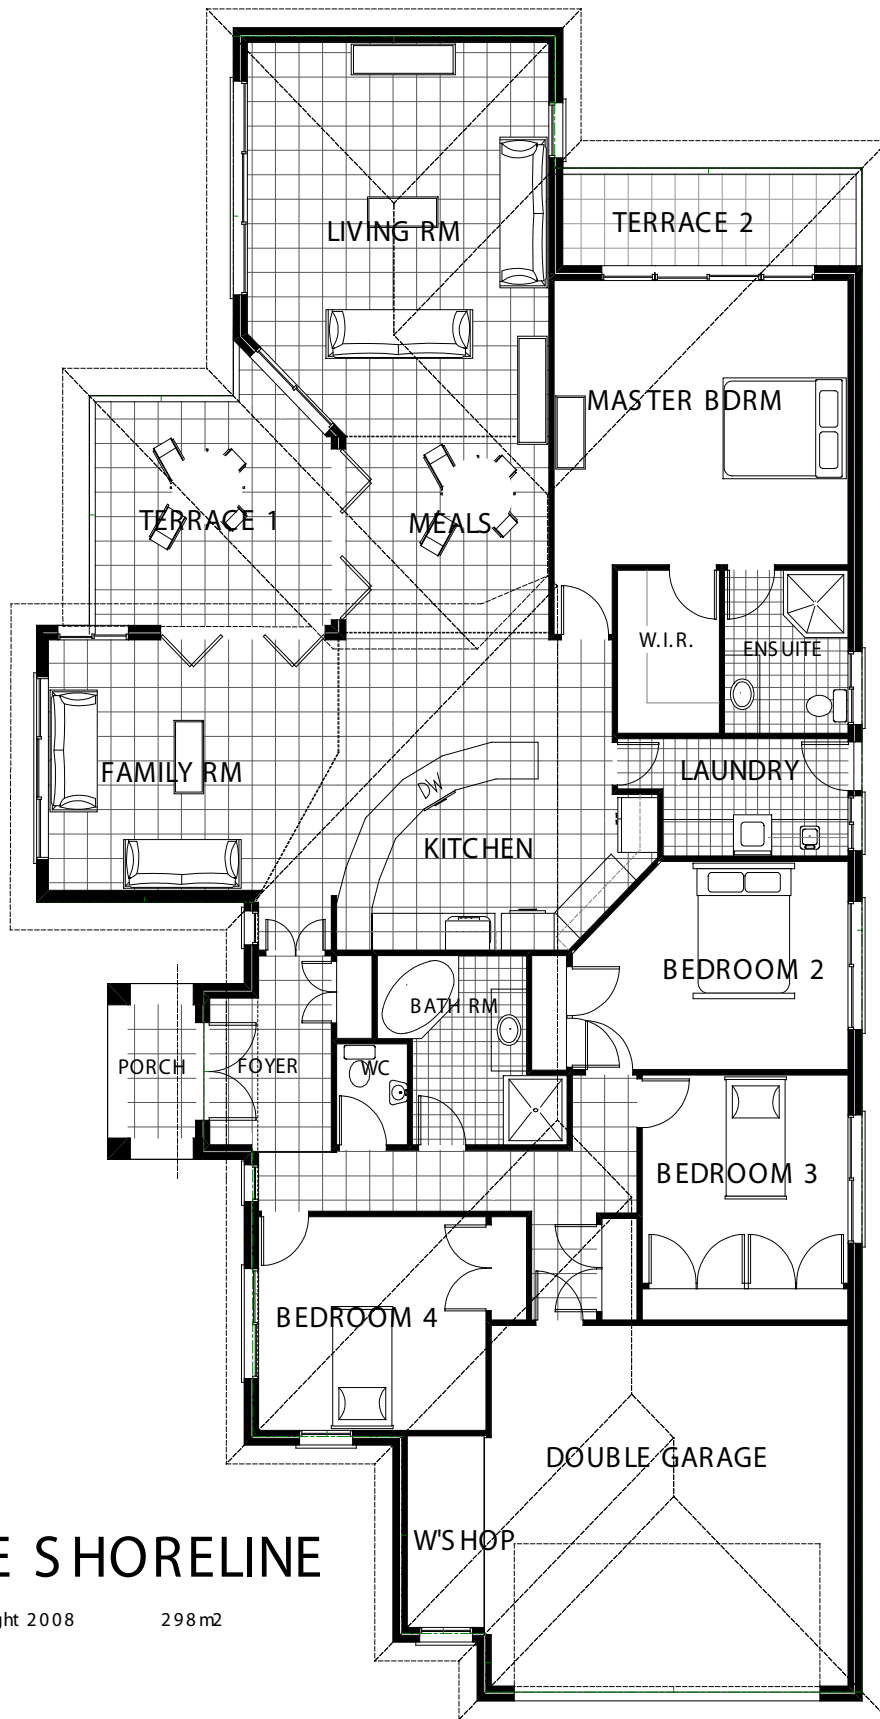 LIVING RM
TERRACE 2
MASTER BDRM
TERRACE 1
MEALS
W.I.R.
ENSUITE
FAMILY RM
LAUNDRY
DW
KITCHEN
BEDROOM 2
BATH RM
PORCH
FOYER
WC
BEDROOM 3
BEDROOM 4
DOUBLE GARAGE
W'SHOP
E SHORELINE
ght 2008 298m2